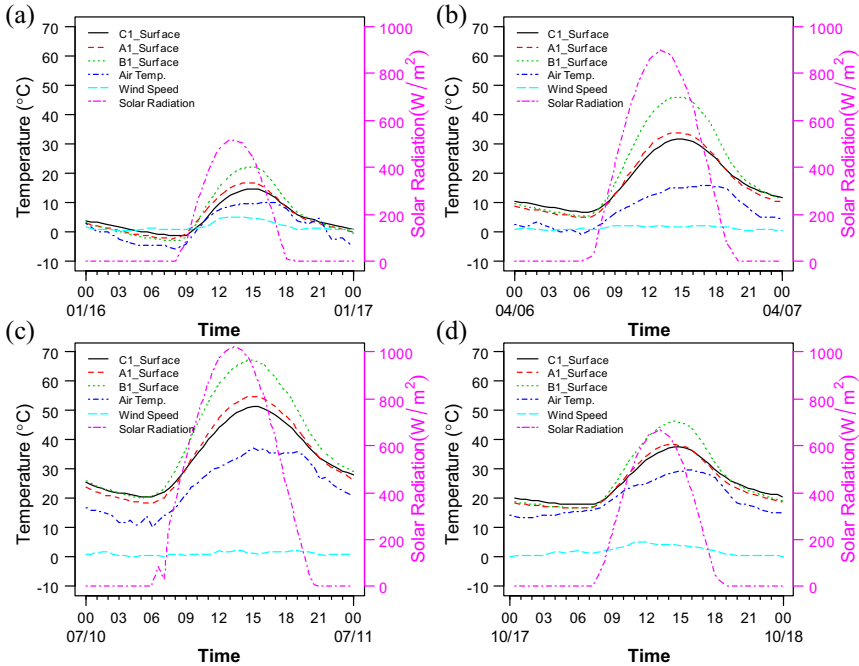 (a)
70
60
50
40
30
20
10
0
-10
Temperature (°C)
C1_Surface
A1_Surface
B1_Surface
Air Temp.
Wind Speed
Solar Radiation
1000
800
600
400
200
0
Solar Radiation(W/m²)
00 03 06 09 12 15 18 21 00
01/16 01/17
Time
(b)
70
60
50
40
30
20
10
0
-10
Temperature (°C)
C1_Surface
A1_Surface
B1_Surface
Air Temp.
Wind Speed
Solar Radiation
1000
800
600
400
200
0
Solar Radiation(W/m²)
00 03 06 09 12 15 18 21 00
04/06 04/07
Time
(c)
70
60
50
40
30
20
10
0
-10
Temperature (°C)
C1_Surface
A1_Surface
B1_Surface
Air Temp.
Wind Speed
Solar Radiation
1000
800
600
400
200
0
Solar Radiation(W/m²)
00 03 06 09 12 15 18 21 00
07/10 07/11
Time
(d)
70
60
50
40
30
20
10
0
-10
Temperature (°C)
C1_Surface
A1_Surface
B1_Surface
Air Temp.
Wind Speed
Solar Radiation
1000
800
600
400
200
0
Solar Radiation(W/m²)
00 03 06 09 12 15 18 21 00
10/17 10/18
Time